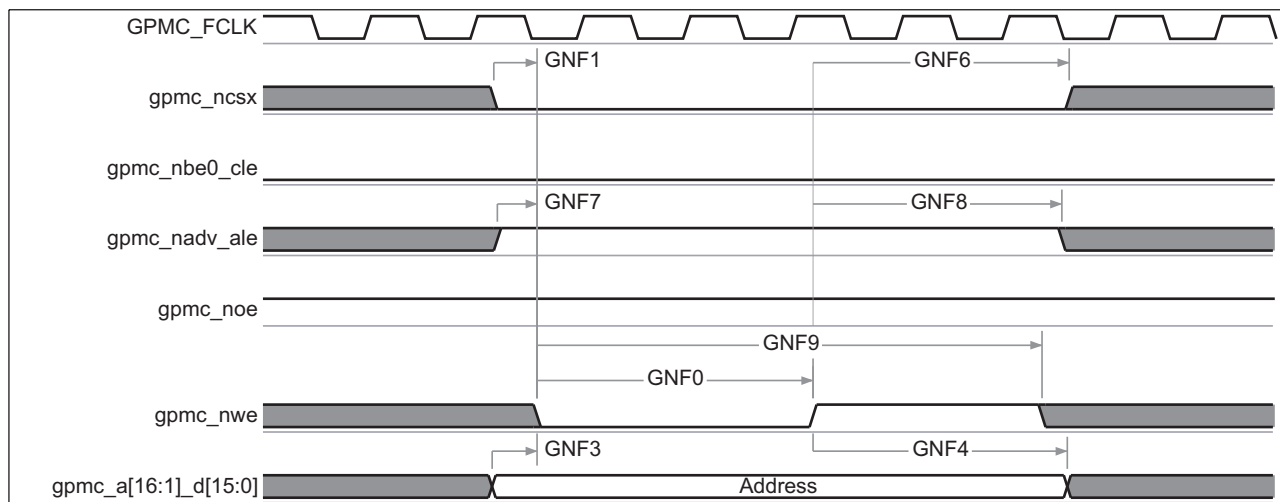 GPMC_FCLK
GNF1
GNF6
gpmc_ncsx
gpmc_nbe0_cle
GNF7
GNF8
gpmc_nadv_ale
gpmc_noe
GNF9
GNF0
gpmc_nwe
GNF3
GNF4
gpmc_a[16:1]_d[15:0]
Address